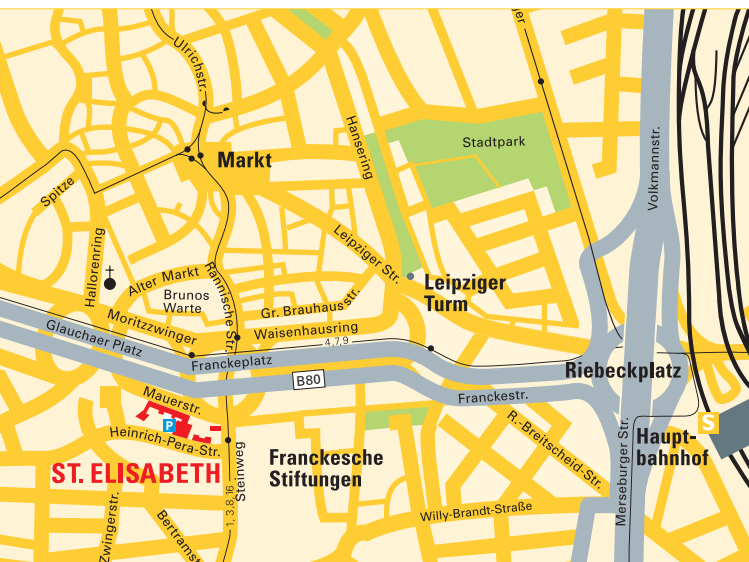 Ulrichstr.
Hansering
Stadtpark
Volkmannstr.
Markt
Spitze
Leipziger Str.
Hallorenring
Alter Markt
Rannische Str.
Brunos
Warte
Leipziger
Turm
Gr. Brauhausstr.
Moritzzwinger
Waisenhausring
Glauchaer Platz
4,7,9
Franckeplatz
B80
Riebeckplatz
Franckestr.
Mauerstr.
P
Heinrich-Pera-Str.
R.-Breitscheid-Str.
S
Haupt-
bahnhof
ST. ELISABETH
Franckesche
Stiftungen
Steinweg
1, 3, 8, 16
Merseburger Str.
Willy-Brandt-Straße
Zwingerstr.
Bertramst